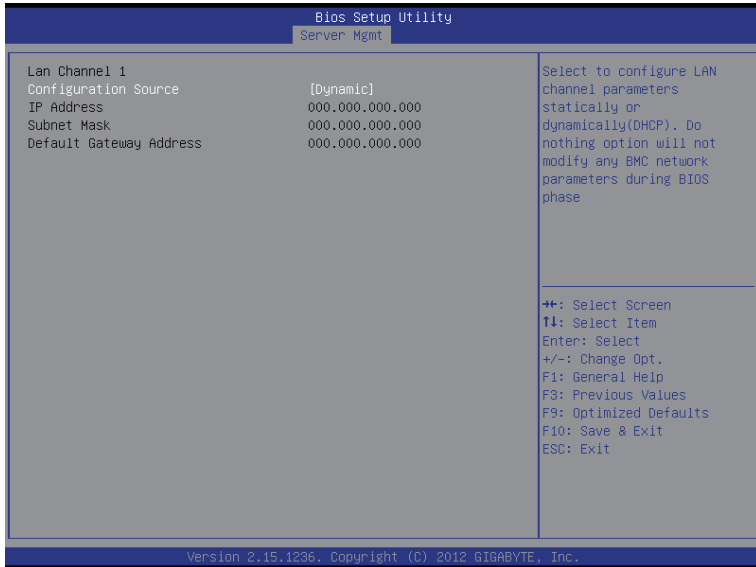 Bios Setup Utility
Server Mgmt
Lan Channel 1
Configuration Source [Dynamic]
IP Address 000.000.000.000
Subnet Mask 000.000.000.000
Default Gateway Address 000.000.000.000
Select to configure LAN
channel parameters
statically or
dynamically(DHCP). Do
nothing option will not
modify any BMC network
parameters during BIOS
phase
→←: Select Screen
↑↓: Select Item
Enter: Select
+/-: Change Opt.
F1: General Help
F3: Previous Values
F9: Optimized Defaults
F10: Save & Exit
ESC: Exit
Version 2.15.1236. Copyright (C) 2012 GIGABYTE, Inc.